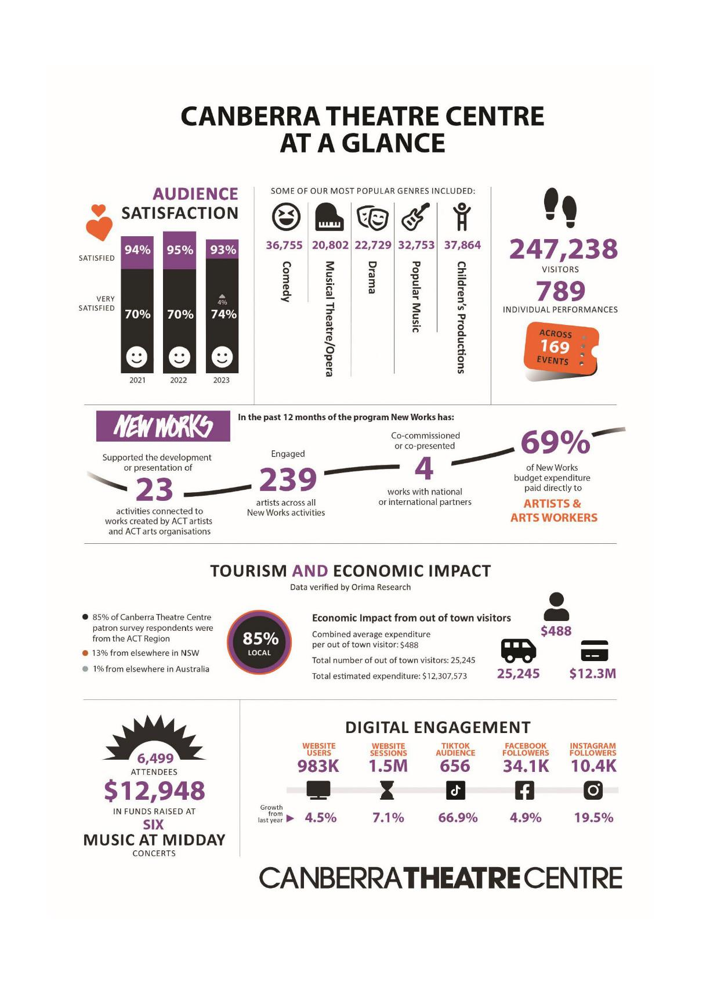 CANBERRA THEATRE CENTRE
AT A GLANCE
AUDIENCE
SATISFACTION
SATISFIED
94%
95%
93%
VERY
SATISFIED
70%
70%
4%
74%
2021
2022
2023
SOME OF OUR MOST POPULAR GENRES INCLUDED:
36,755
20,802
22,729
32,753
37,864
Comedy
Musical Theatre/Opera
Drama
Popular Music
Children's Productions
247,238
VISITORS
789
INDIVIDUAL PERFORMANCES
ACROSS
169
EVENTS
NEW WORKS
In the past 12 months of the program New Works has:
Supported the development
or presentation of
23
activities connected to
works created by ACT artists
and ACT arts organisations
Engaged
239
artists across all
New Works activities
Co-commissioned
or co-presented
4
works with national
or international partners
69%
of New Works
budget expenditure
paid directly to
ARTISTS &
ARTS WORKERS
TOURISM AND ECONOMIC IMPACT
Data verified by Orima Research
85% of Canberra Theatre Centre
patron survey respondents were
from the ACT Region
13% from elsewhere in NSW
1% from elsewhere in Australia
85%
LOCAL
Economic Impact from out of town visitors
Combined average expenditure
per out of town visitor: $488
Total number of out of town visitors: 25,245
Total estimated expenditure: $12,307,573
$488
25,245
$12.3M
6,499
ATTENDEES
$12,948
IN FUNDS RAISED AT
SIX
MUSIC AT MIDDAY
CONCERTS
DIGITAL ENGAGEMENT
WEBSITE
USERS
983K
WEBSITE
SESSIONS
1.5M
TIKTOK
AUDIENCE
656
FACEBOOK
FOLLOWERS
34.1K
INSTAGRAM
FOLLOWERS
10.4K
Growth
from
last year
4.5%
7.1%
66.9%
4.9%
19.5%
CANBERRA THEATRE CENTRE